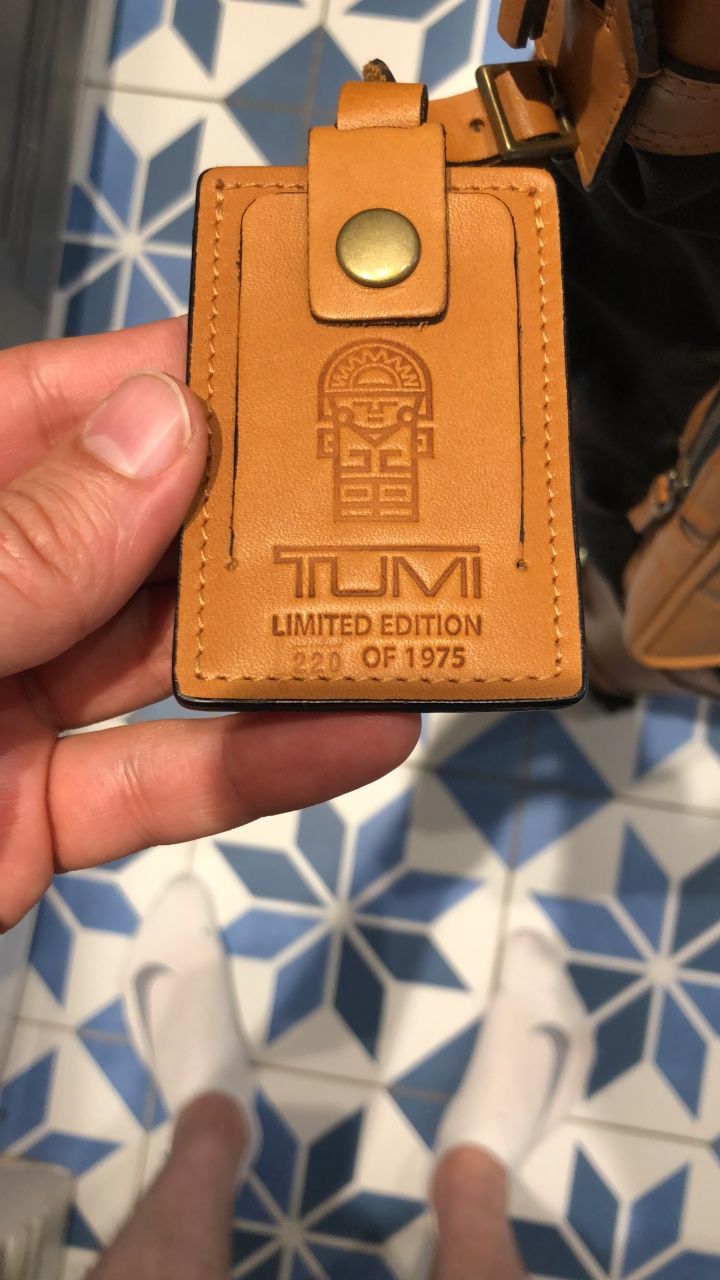 TUMI
LIMITED EDITION
220 OF 1975